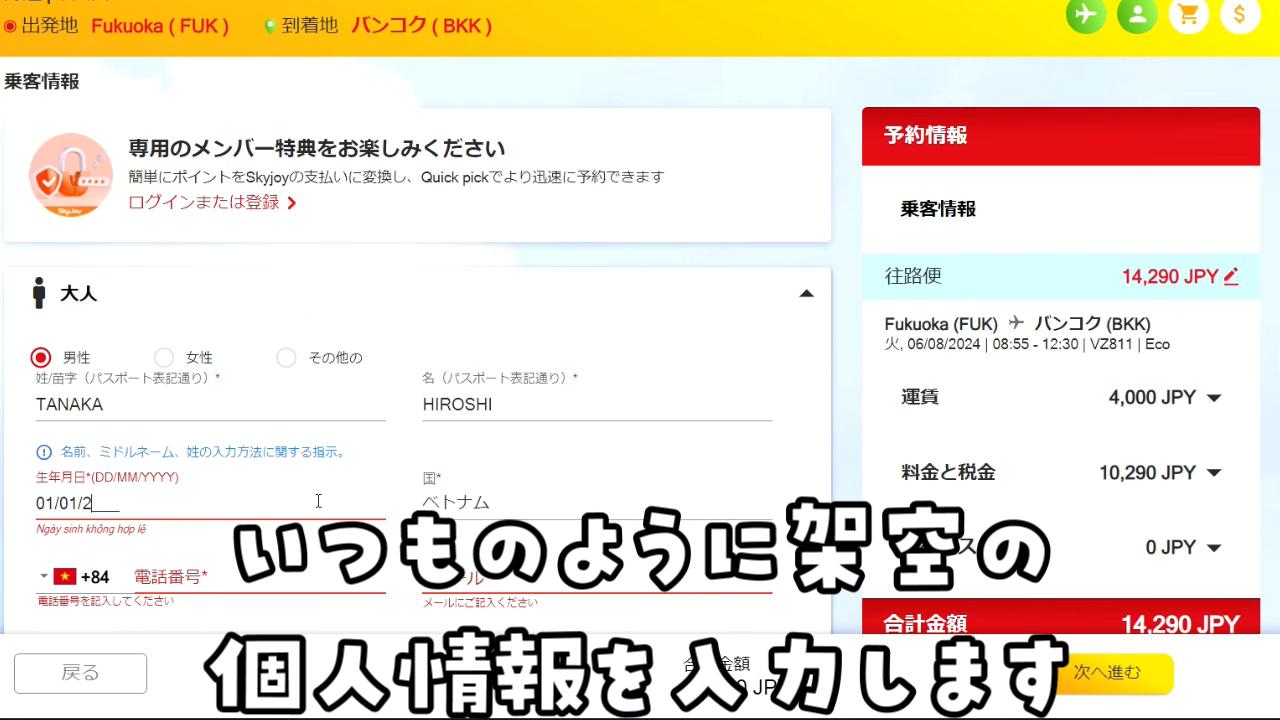 出発地 Fukuoka ( FUK ) 到着地 バンコク ( BKK )
乗客情報
専用のメンバー特典をお楽しみください
簡単にポイントをSkyjoyの支払いに変換し、Quick pickでより迅速に予約できます
ログインまたは登録
SkyJoy
大人
男性 女性 その他の
姓/苗字（パスポート表記通り）*
TANAKA
名（パスポート表記通り）*
HIROSHI
名前、ミドルネーム、姓の入力方法に関する指示。
生年月日*(DD/MM/YYYY)
01/01/2___
Ngày sinh không hợp lệ
国*
ベトナム
+84 電話番号*
電話番号を記入してください
メールにご記入ください
予約情報
乗客情報
往路便 14,290 JPY
Fukuoka (FUK) バンコク (BKK)
火, 06/08/2024 | 08:55 - 12:30 | VZ811 | Eco
運賃 4,000 JPY
料金と税金 10,290 JPY
0 JPY
合計金額 14,290 JPY
戻る
次へ進む
いつものように架空の
個人情報を入力します